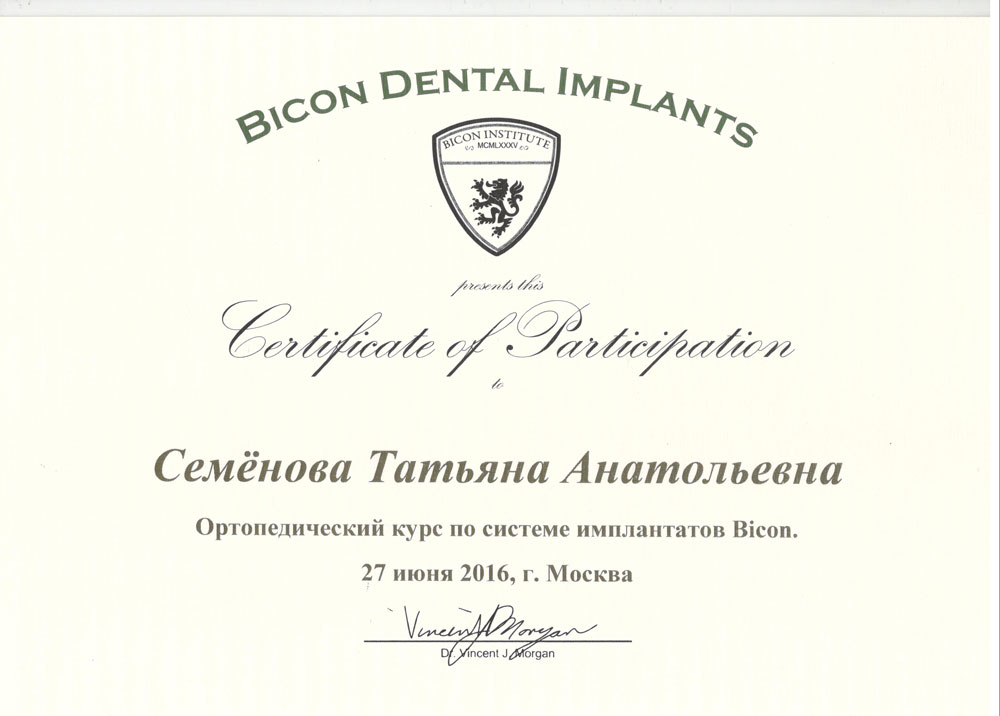 BICON DENTAL IMPLANTS
BICON INSTITUTE
MCMLXXXV
presents this
Certificate of Participation
to
Семёнова Татьяна Анатольевна
Ортопедический курс по системе имплантатов Bicon.
27 июня 2016, г. Москва
Vincent J Morgan
Dr. Vincent J. Morgan